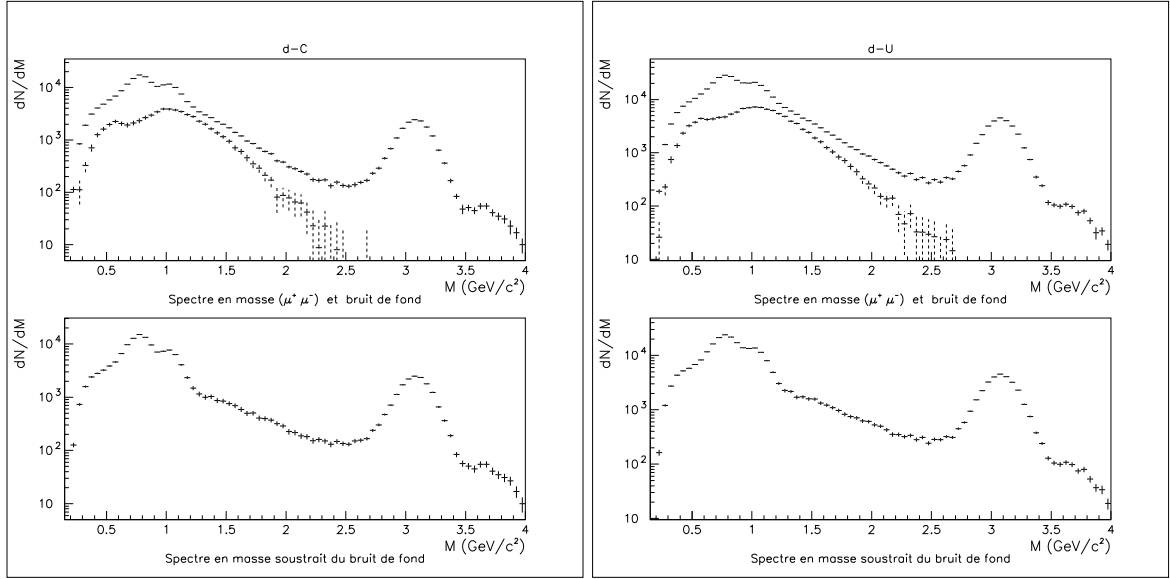 d-C
dN/dM
10⁴
10³
10²
10
0.5 1 1.5 2 2.5 3 3.5 4
M (GeV/c²)
Spectre en masse (μ⁺ μ⁻) et bruit de fond
dN/dM
10⁴
10³
10²
10
0.5 1 1.5 2 2.5 3 3.5 4
M (GeV/c²)
Spectre en masse soustrait du bruit de fond
d-U
dN/dM
10⁴
10³
10²
10
0.5 1 1.5 2 2.5 3 3.5 4
M (GeV/c²)
Spectre en masse (μ⁺ μ⁻) et bruit de fond
dN/dM
10⁴
10³
10²
10
0.5 1 1.5 2 2.5 3 3.5 4
M (GeV/c²)
Spectre en masse soustrait du bruit de fond